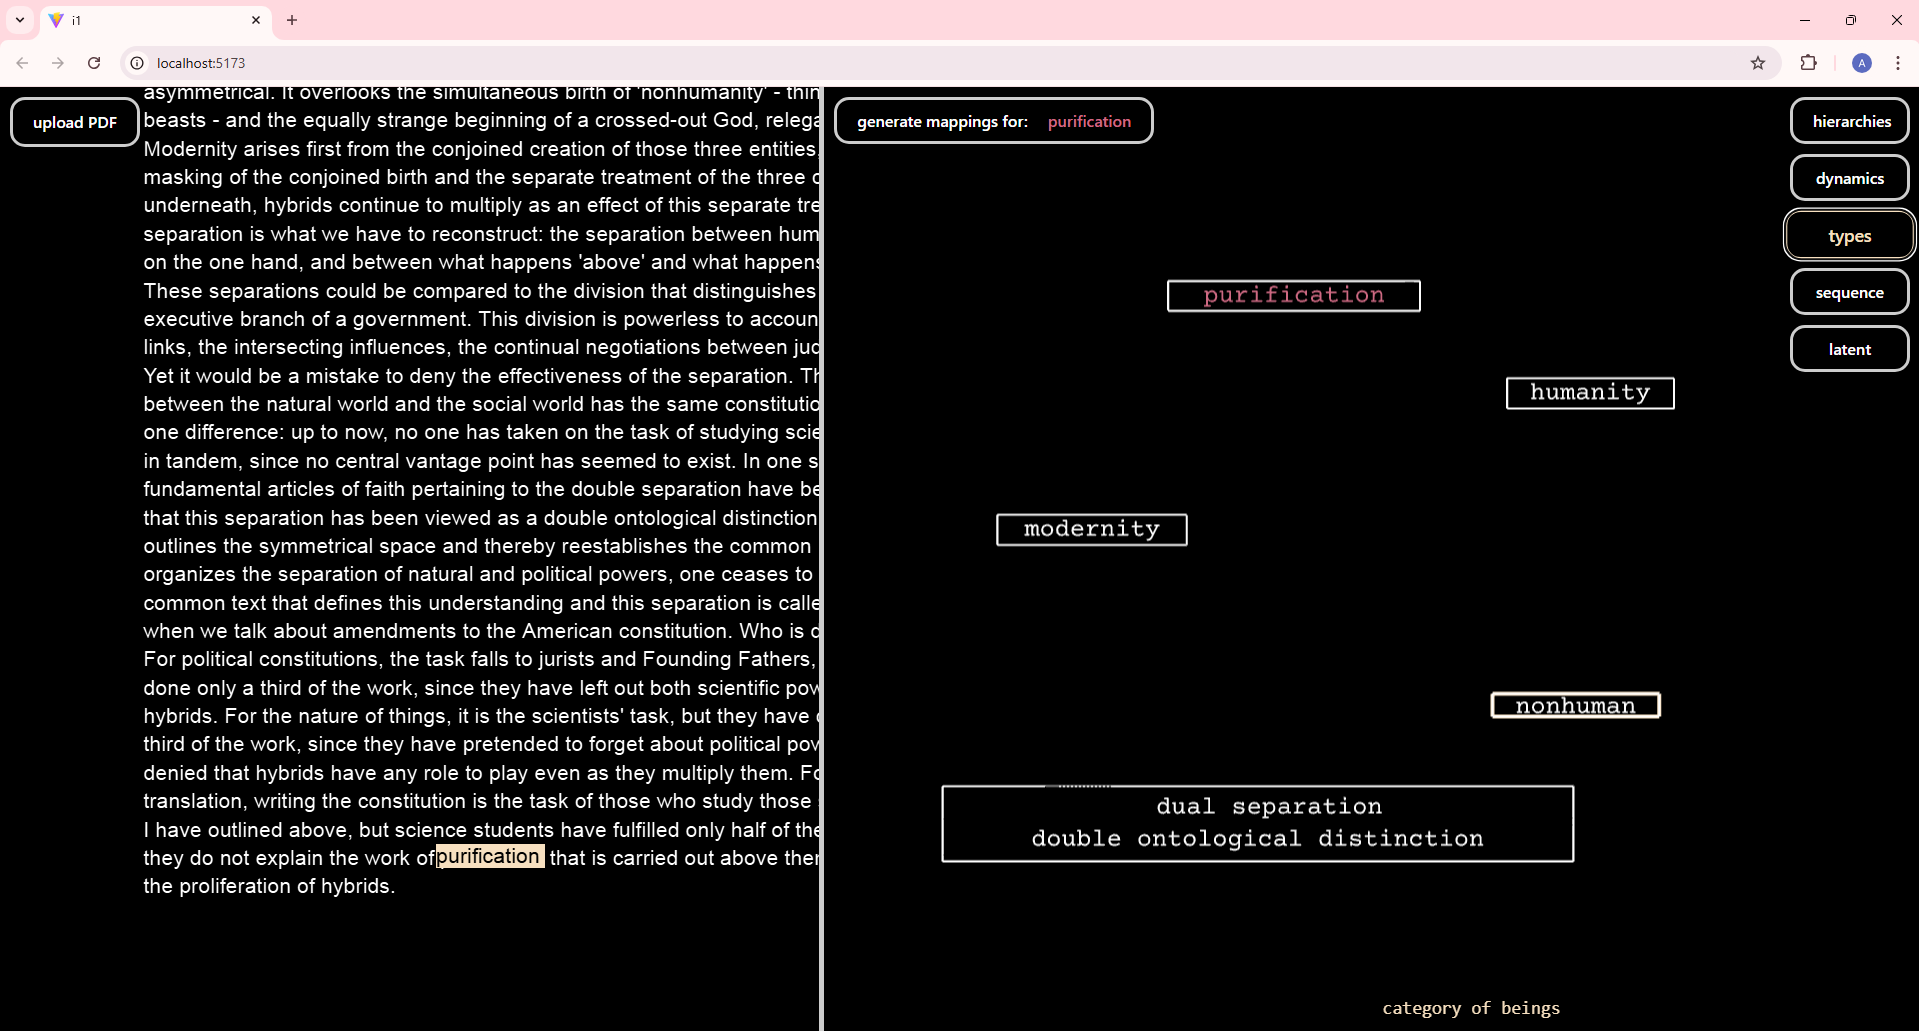 i1
localhost:5173
A
upload PDF
asymmetrical. It overlooks the simultaneous birth of 'nonhumanity' - thin
beasts - and the equally strange beginning of a crossed-out God, relega
Modernity arises first from the conjoined creation of those three entities,
masking of the conjoined birth and the separate treatment of the three c
underneath, hybrids continue to multiply as an effect of this separate tre
separation is what we have to reconstruct: the separation between hum
on the one hand, and between what happens 'above' and what happens
These separations could be compared to the division that distinguishes
executive branch of a government. This division is powerless to accoun
links, the intersecting influences, the continual negotiations between jud
Yet it would be a mistake to deny the effectiveness of the separation. Th
between the natural world and the social world has the same constitutio
one difference: up to now, no one has taken on the task of studying scie
in tandem, since no central vantage point has seemed to exist. In one s
fundamental articles of faith pertaining to the double separation have be
that this separation has been viewed as a double ontological distinction
outlines the symmetrical space and thereby reestablishes the common
organizes the separation of natural and political powers, one ceases to
common text that defines this understanding and this separation is calle
when we talk about amendments to the American constitution. Who is
For political constitutions, the task falls to jurists and Founding Fathers,
done only a third of the work, since they have left out both scientific pow
hybrids. For the nature of things, it is the scientists' task, but they have
third of the work, since they have pretended to forget about political pow
denied that hybrids have any role to play even as they multiply them. Fo
translation, writing the constitution is the task of those who study those
I have outlined above, but science students have fulfilled only half of the
they do not explain the work of purification that is carried out above ther
the proliferation of hybrids.
generate mappings for: purification
hierarchies
dynamics
types
sequence
latent
purification
humanity
modernity
nonhuman
dual separation
double ontological distinction
category of beings